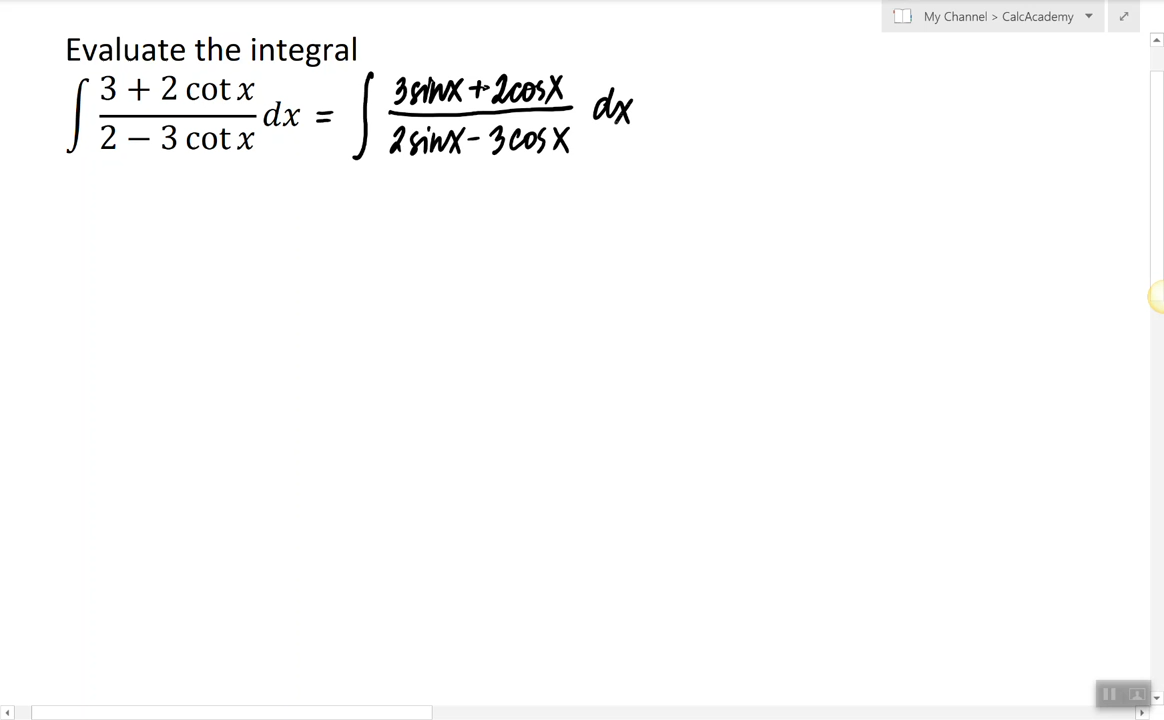 My Channel > CalcAcademy
Evaluate the integral
∫ (3 + 2 cot x)/(2 − 3 cot x) dx = ∫ (3sinx + 2cosx)/(2sinx − 3cosx) dx